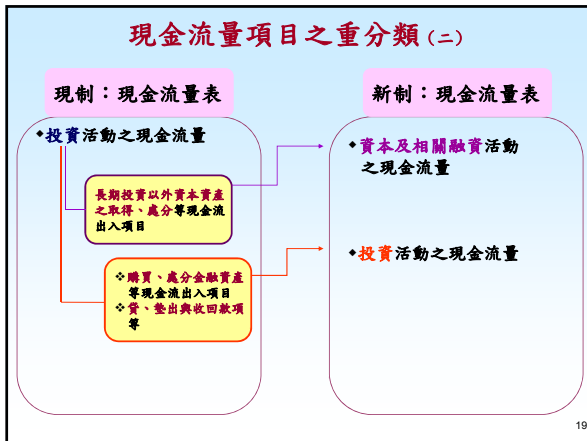 現金流量項目之重分類(二)
現制：現金流量表
◆投資活動之現金流量
長期投資以外資本資產
之取得、處分等現金流
出入項目
❖購買、處分金融資產
等現金流出入項目
❖貸、墊出與收回款項
等
新制：現金流量表
◆資本及相關融資活動
之現金流量
◆投資活動之現金流量
19